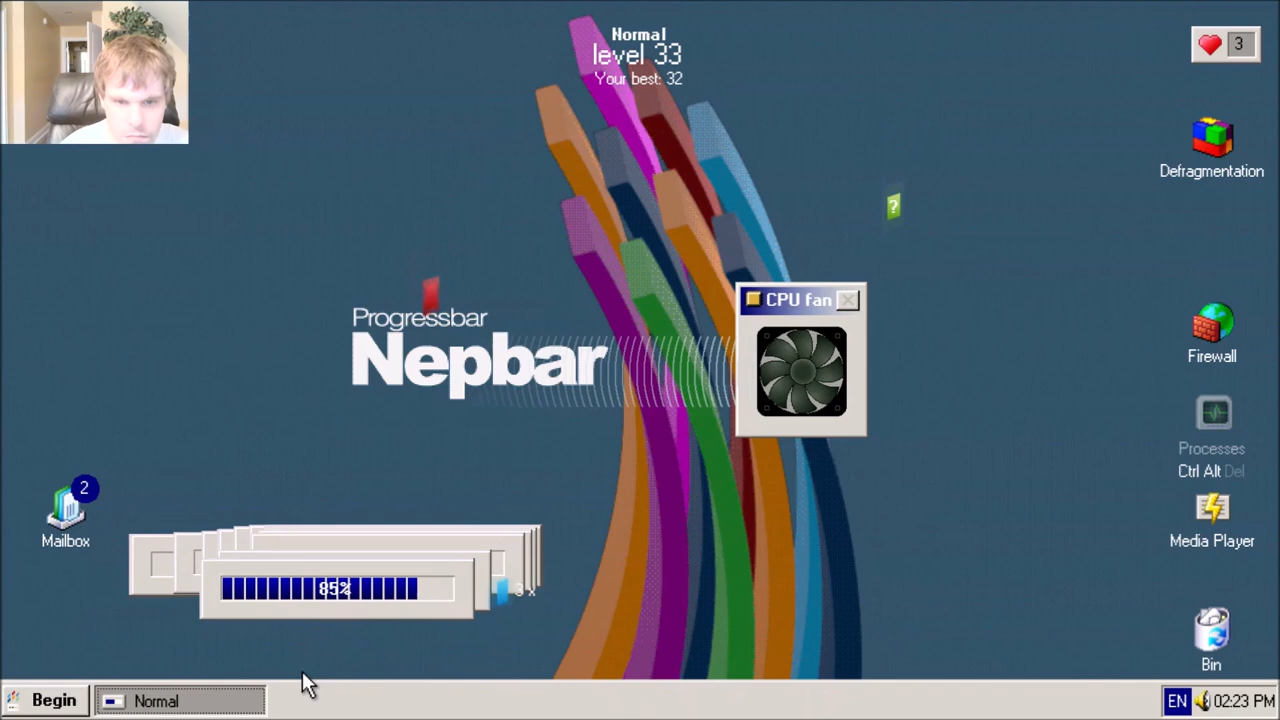 Normal
level 33
Your best: 32
3
Defragmentation
?
CPU fan
Progressbar
Nepbar
Firewall
Processes
Ctrl Alt Del
2
Mailbox
Media Player
85%
3 x
Bin
Begin
Normal
EN
02:23 PM